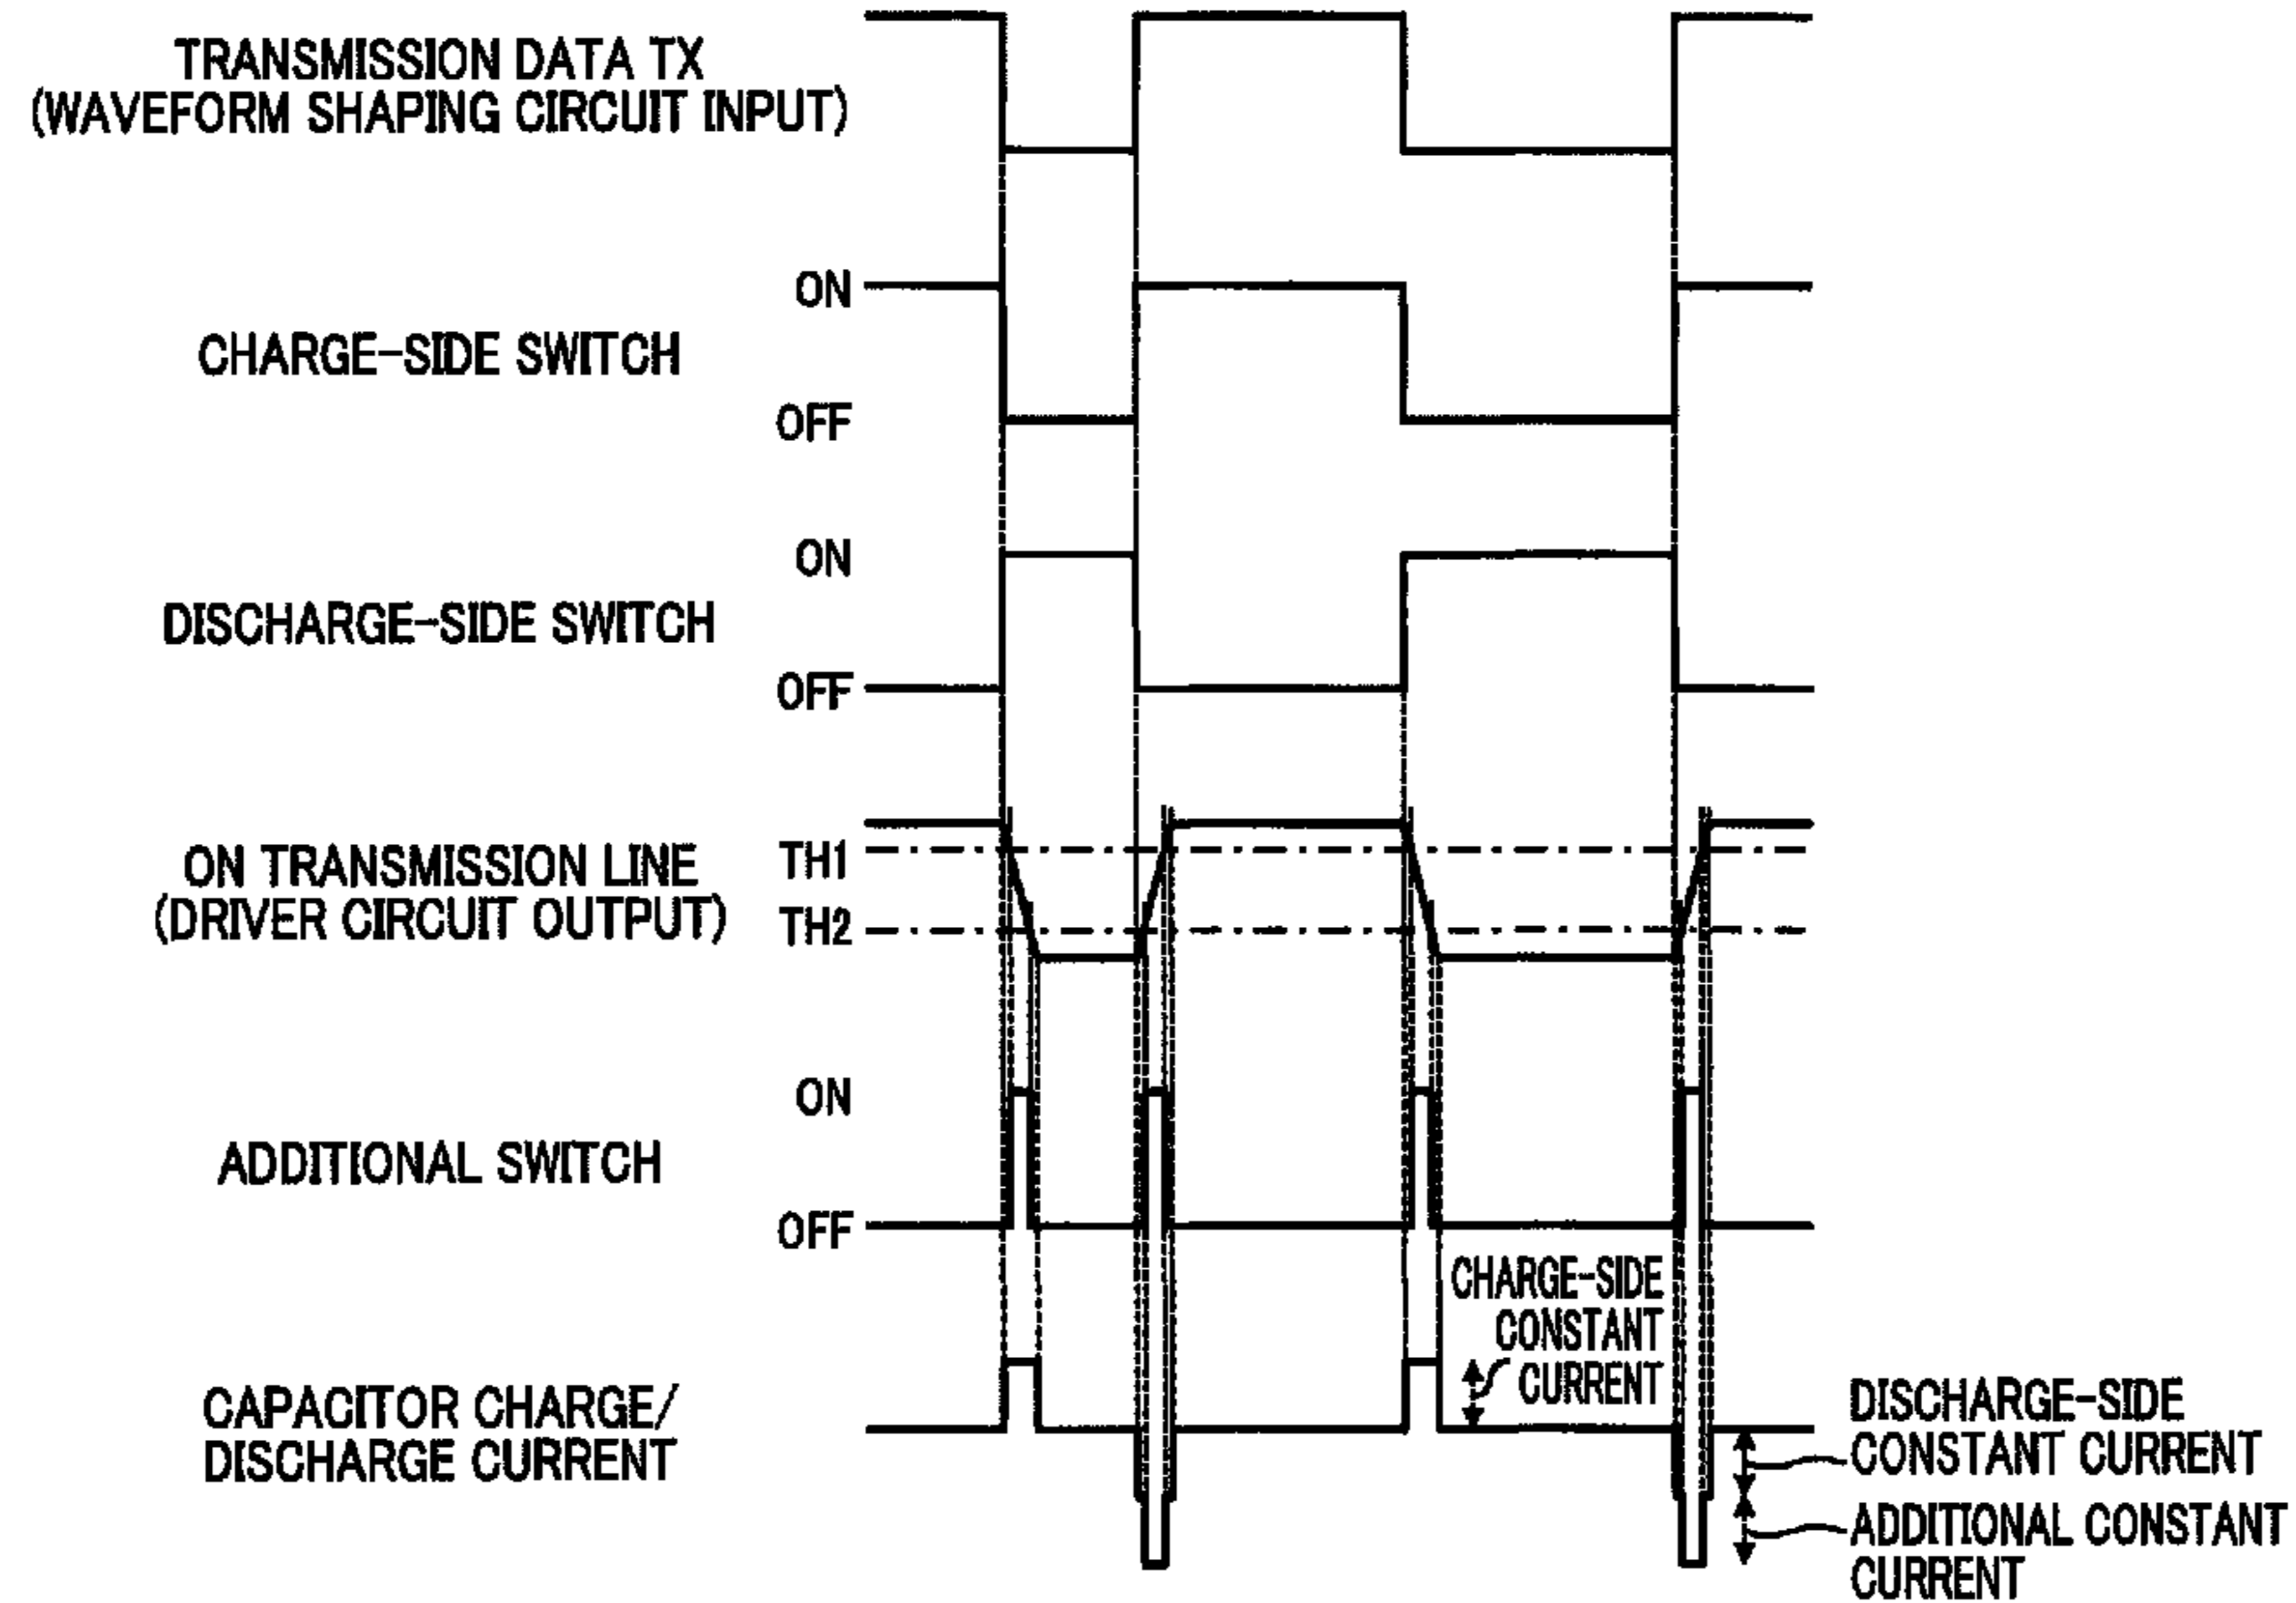 TRANSMISSION DATA TX
(WAVEFORM SHAPING CIRCUIT INPUT)
ON
CHARGE-SIDE SWITCH
OFF
ON
DISCHARGE-SIDE SWITCH
OFF
ON TRANSMISSION LINE
(DRIVER CIRCUIT OUTPUT)
TH1
TH2
ON
ADDITIONAL SWITCH
OFF
CHARGE-SIDE
CONSTANT
CURRENT
CAPACITOR CHARGE/
DISCHARGE CURRENT
DISCHARGE-SIDE
CONSTANT CURRENT
ADDITIONAL CONSTANT
CURRENT